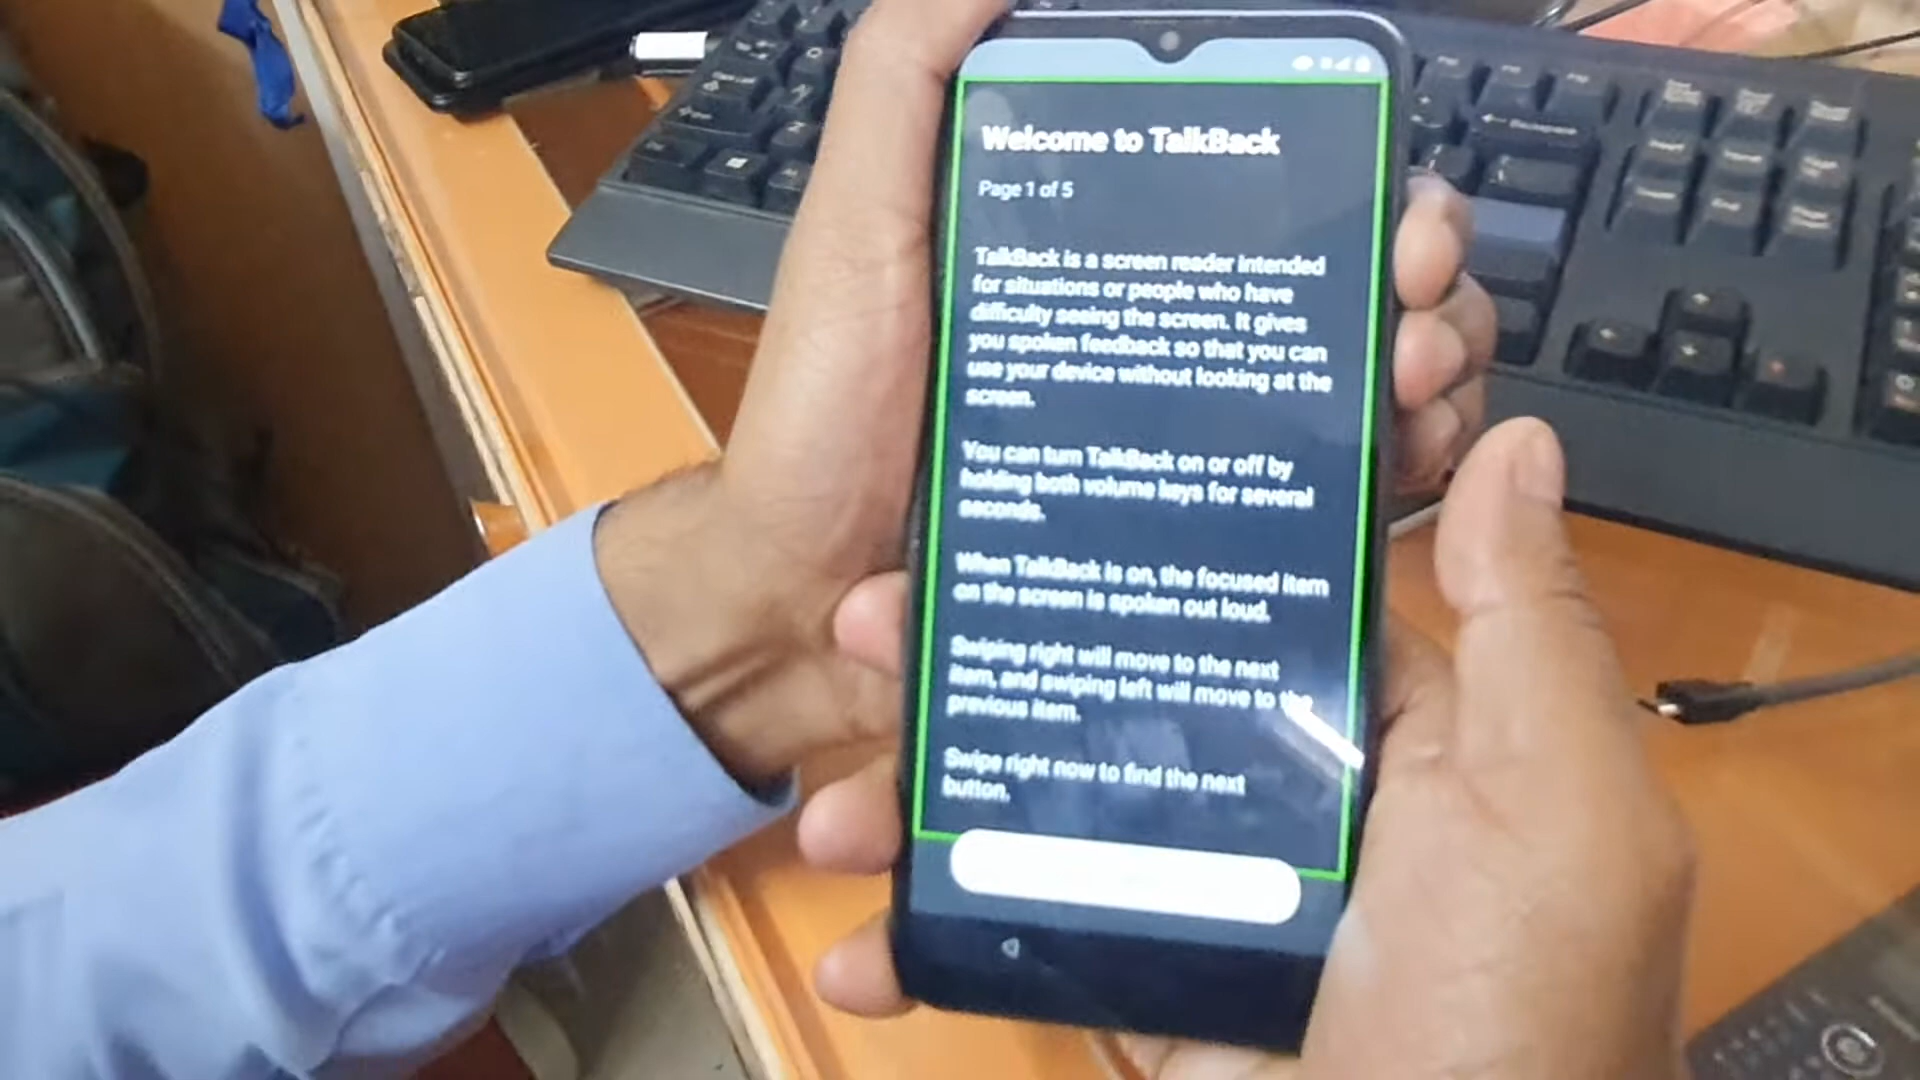 Welcome to TalkBack
Page 1 of 5
TalkBack is a screen reader intended
for situations or people who have
difficulty seeing the screen. It gives
you spoken feedback so that you can
use your device without looking at the
screen.
You can turn TalkBack on or off by
holding both volume keys for several
seconds.
When TalkBack is on, the focused item
on the screen is spoken out loud.
Swiping right will move to the next
item, and swiping left will move to the
previous item.
Swipe right now to find the next
button.
Backspace